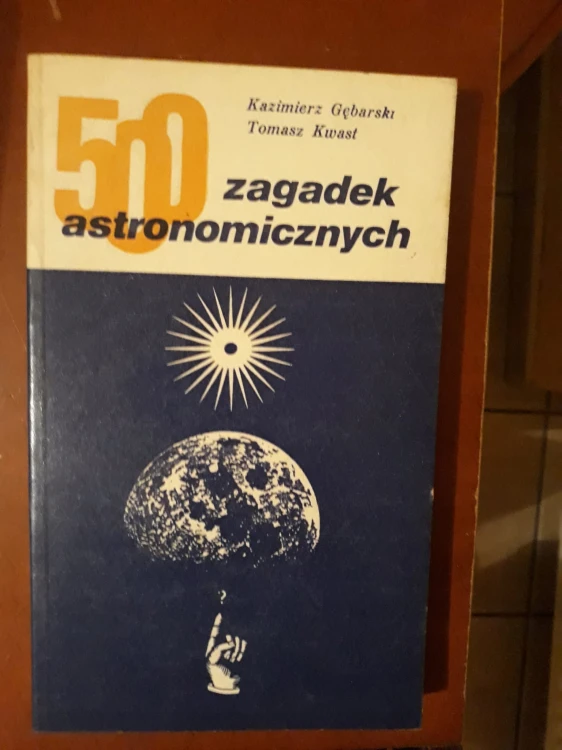 Kazimierz Gębarski
Tomasz Kwast
500 zagadek
astronomicznych
?